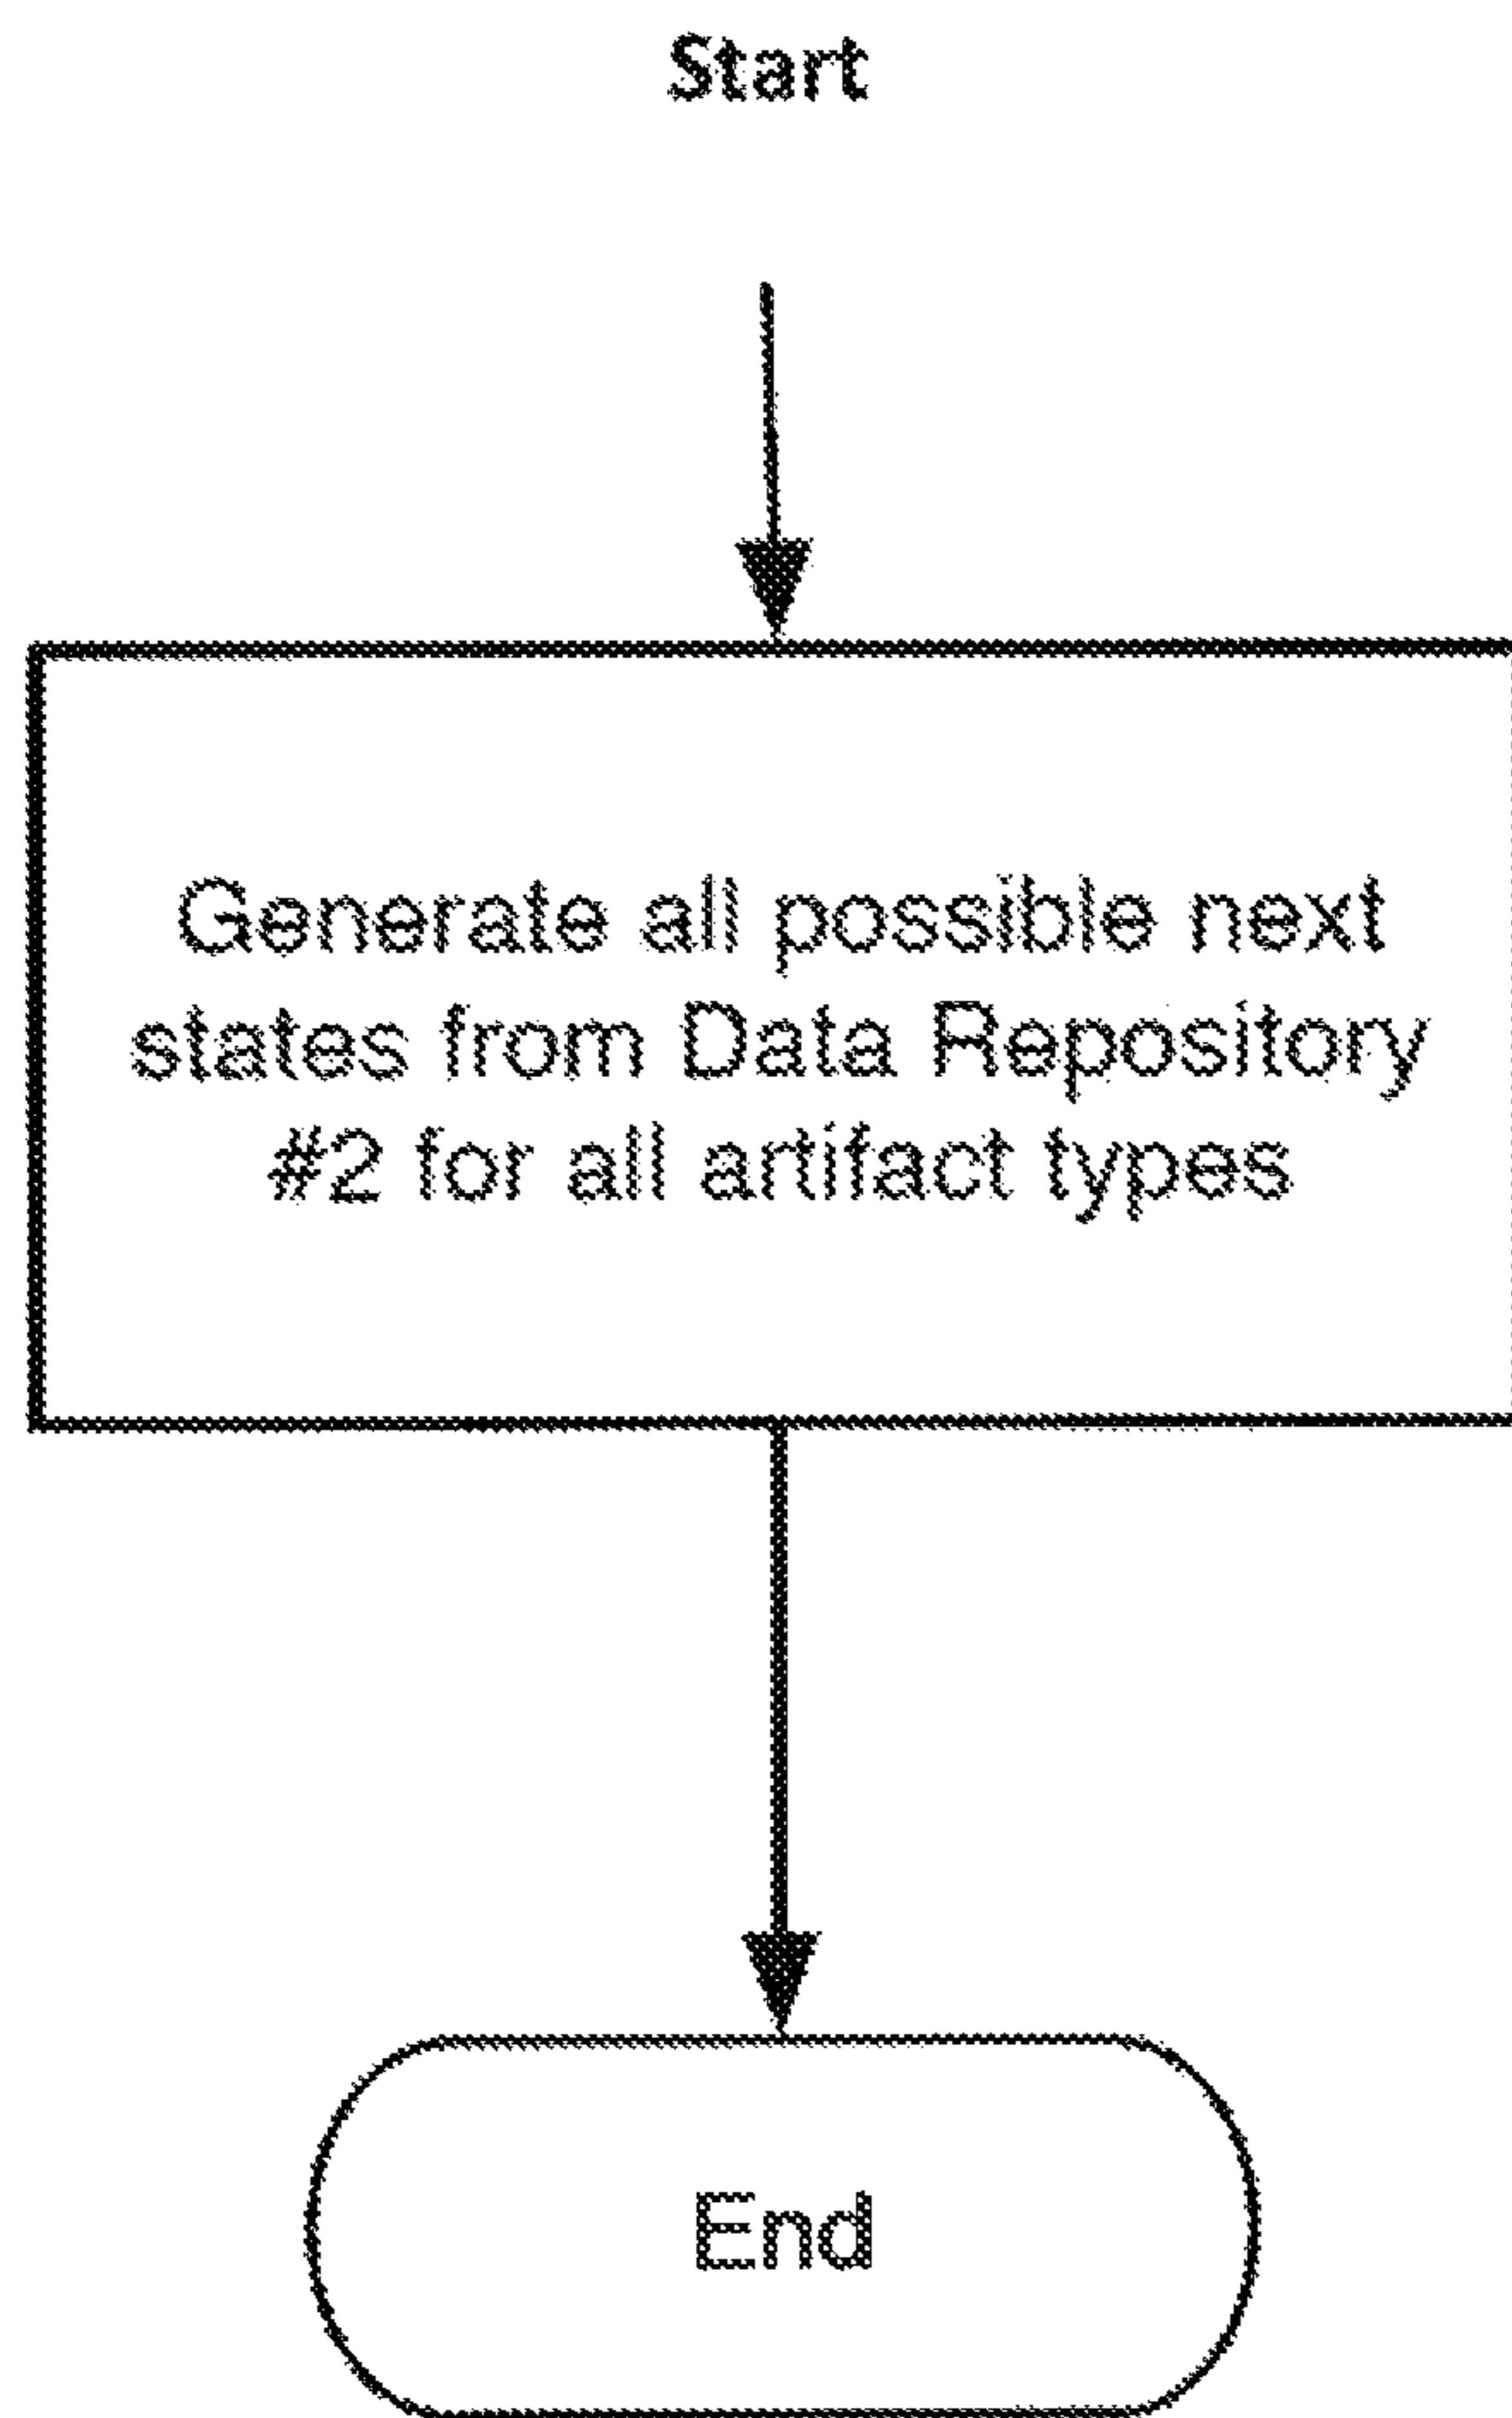 Start
Generate all possible next
states from Data Repository
#2 for all artifact types
End